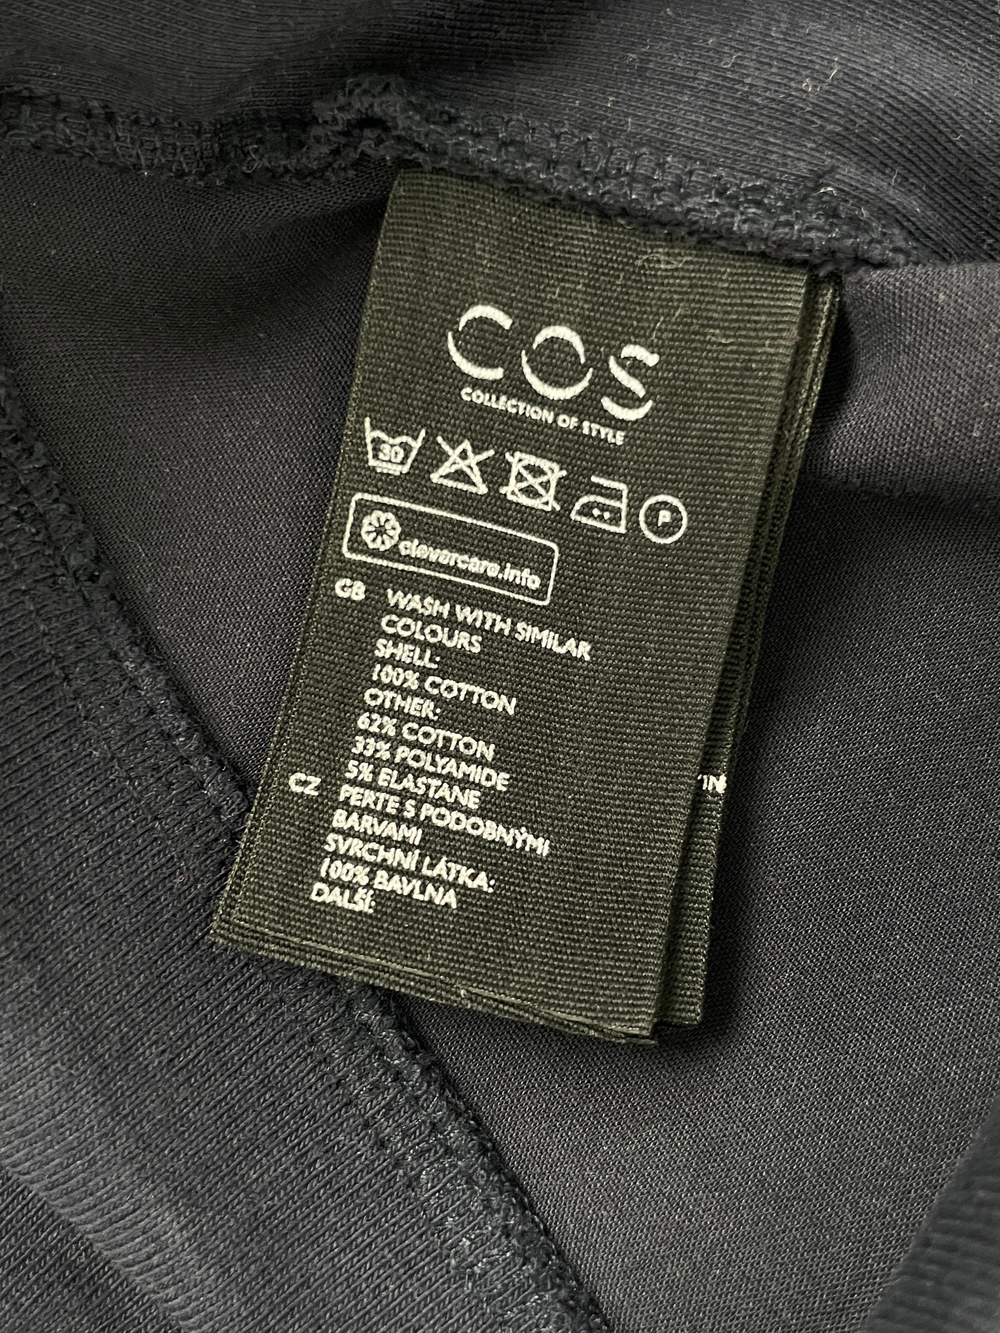 COS
COLLECTION OF STYLE
30
P
clevercare.info
GB WASH WITH SIMILAR
COLOURS
SHELL:
100% COTTON
OTHER:
62% COTTON
33% POLYAMIDE
5% ELASTANE
CZ PERTE S PODOBNÝMI
BARVAMI
SVRCHNÍ LÁTKA:
100% BAVLNA
DALŠÍ: